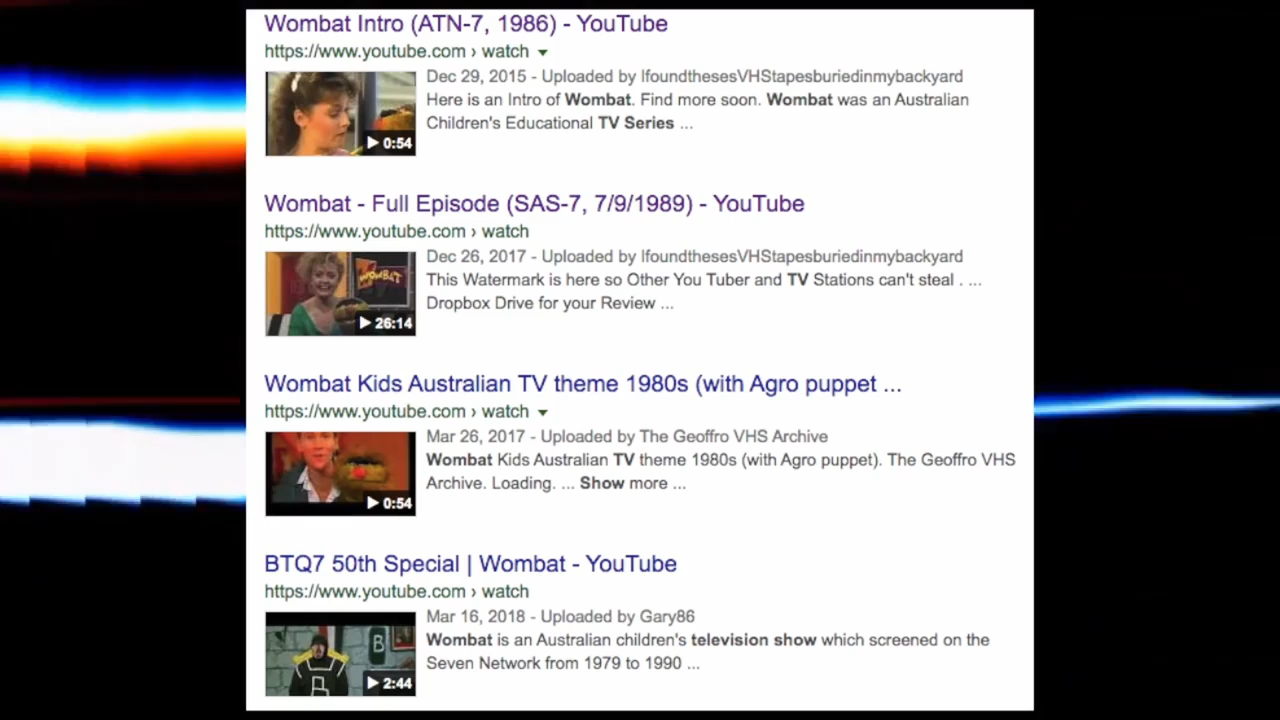 Wombat Intro (ATN-7, 1986) - YouTube
https://www.youtube.com › watch
Dec 29, 2015 - Uploaded by IfoundthesesVHStapesburiedinmybackyard
Here is an Intro of Wombat. Find more soon. Wombat was an Australian
Children's Educational TV Series ...
0:54
Wombat - Full Episode (SAS-7, 7/9/1989) - YouTube
https://www.youtube.com › watch
Dec 26, 2017 - Uploaded by IfoundthesesVHStapesburiedinmybackyard
This Watermark is here so Other You Tuber and TV Stations can't steal . ...
Dropbox Drive for your Review ...
WOMBAT
26:14
Wombat Kids Australian TV theme 1980s (with Agro puppet ...
https://www.youtube.com › watch
Mar 26, 2017 - Uploaded by The Geoffro VHS Archive
Wombat Kids Australian TV theme 1980s (with Agro puppet). The Geoffro VHS
Archive. Loading. ... Show more ...
0:54
BTQ7 50th Special | Wombat - YouTube
https://www.youtube.com › watch
Mar 16, 2018 - Uploaded by Gary86
Wombat is an Australian children's television show which screened on the
Seven Network from 1979 to 1990 ...
B
B
2:44